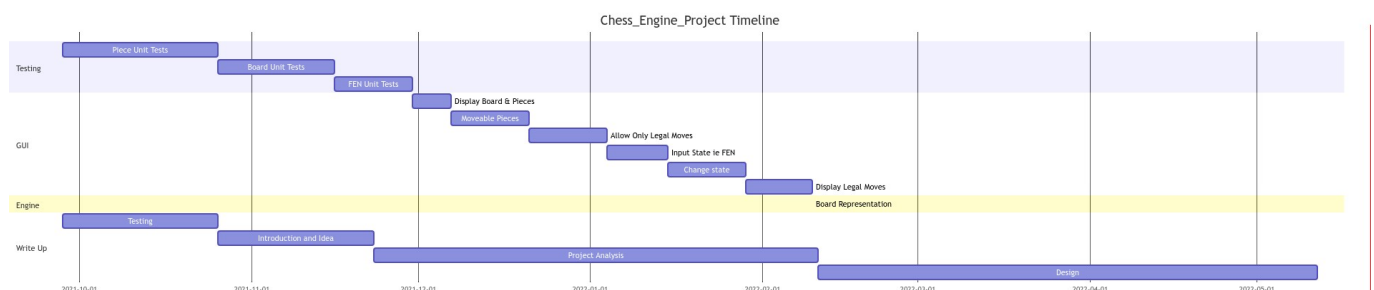 Chess_Engine_Project Timeline
Testing
Piece Unit Tests
Board Unit Tests
FEN Unit Tests
GUI
Display Board & Pieces
Moveable Pieces
Allow Only Legal Moves
Input State ie FEN
Change state
Display Legal Moves
Engine
Board Representation
Write Up
Testing
Introduction and Idea
Project Analysis
Design
2021-10-01 2021-11-01 2021-12-01 2022-01-01 2022-02-01 2022-03-01 2022-04-01 2022-05-01